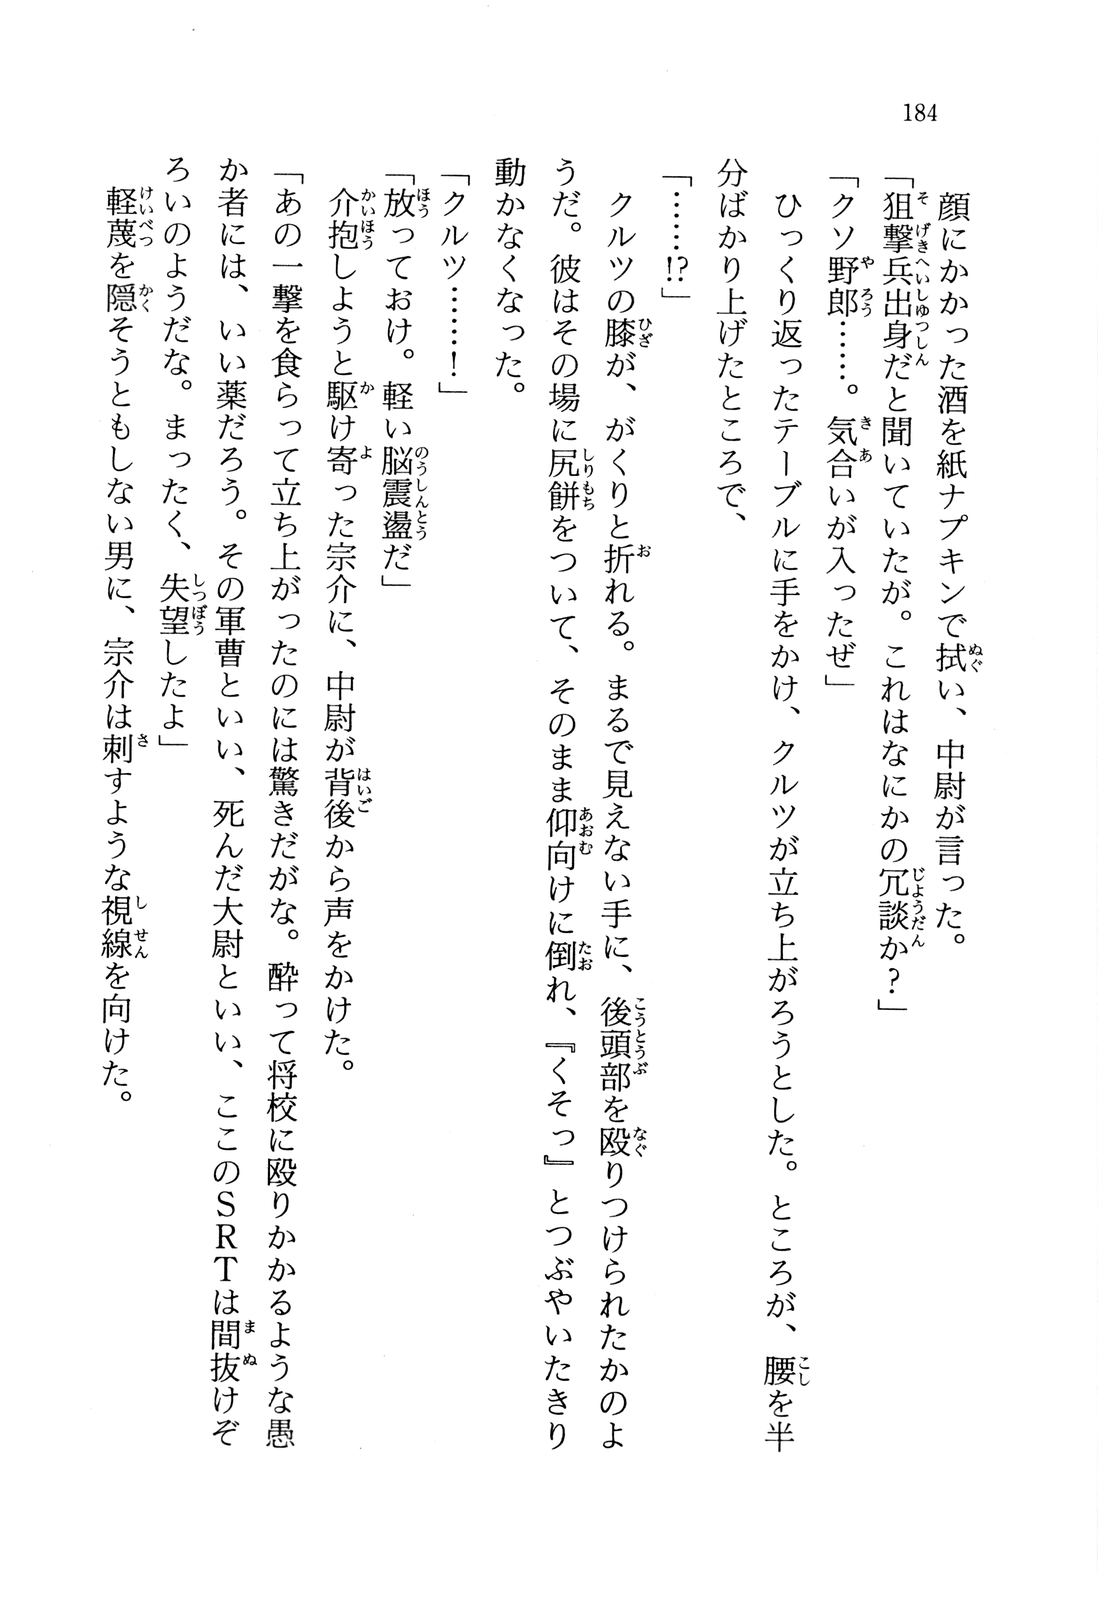 184
顔にかかった酒を紙ナプキンで拭い、中尉が言った。
「狙撃兵出身だと聞いていたが。これはなにかの冗談か？」
「クソ野郎……。気合いが入ったぜ」
ひっくり返ったテーブルに手をかけ、クルツが立ち上がろうとした。ところが、腰を半
分ばかり上げたところで、
「……!?」
クルツの膝が、がくりと折れる。まるで見えない手に、後頭部を殴りつけられたかのよ
うだ。彼はその場に尻餅をついて、そのまま仰向けに倒れ、『くそっ』とつぶやいたきり
動かなくなった。
「クルツ……！」
「放っておけ。軽い脳震盪だ」
介抱しようと駆け寄った宗介に、中尉が背後から声をかけた。
「あの一撃を食らって立ち上がったのには驚きだがな。酔って将校に殴りかかるような愚
か者には、いい薬だろう。その軍曹といい、死んだ大尉といい、ここのＳＲＴは間抜けぞ
ろいのようだな。まったく、失望したよ」
軽蔑を隠そうともしない男に、宗介は刺すような視線を向けた。